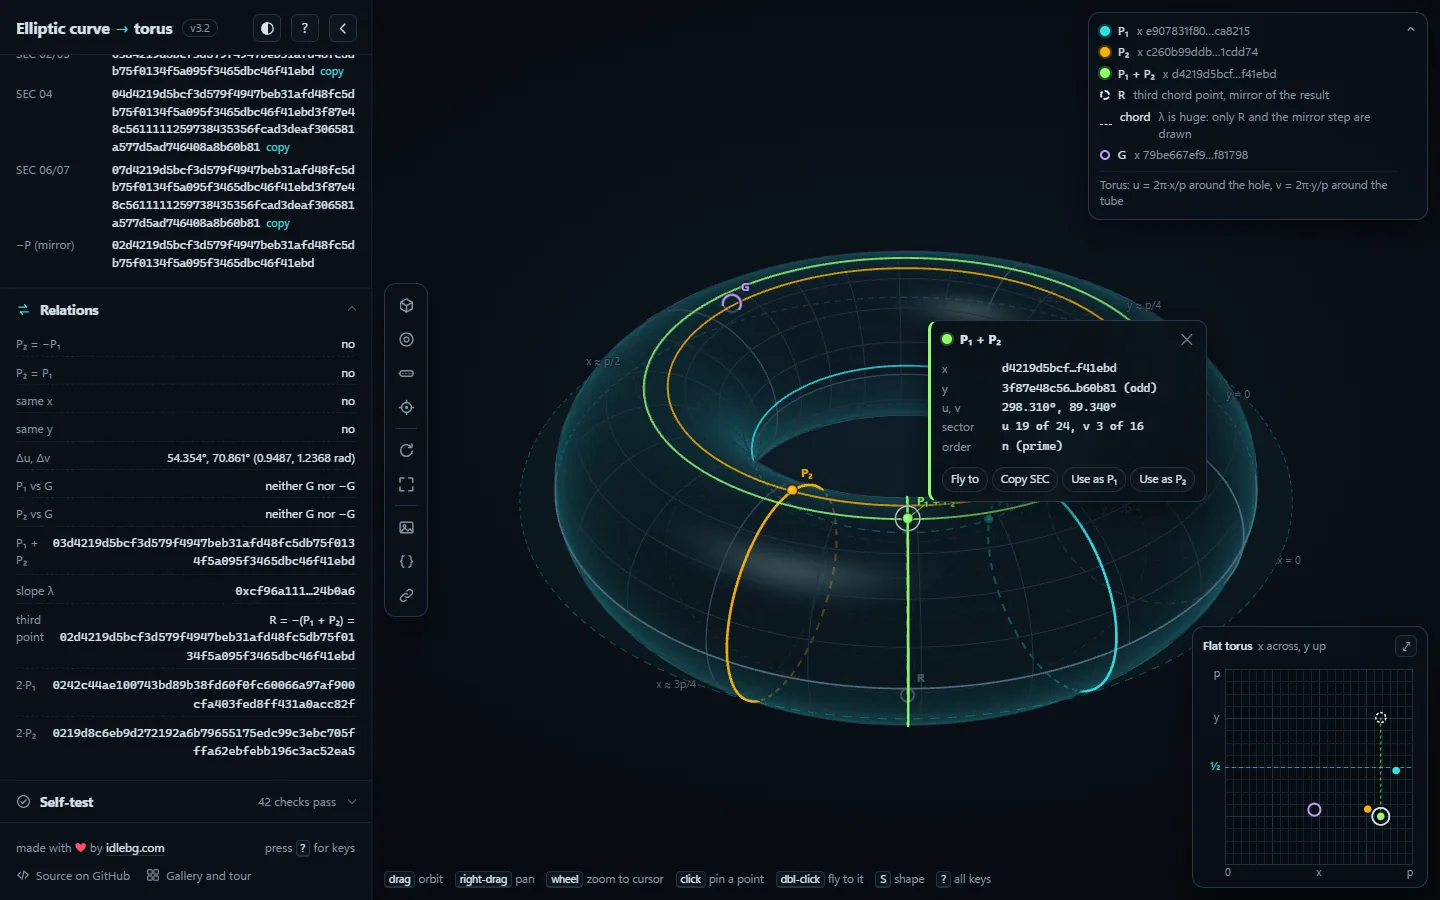 Elliptic curve → torus v3.2
?
b75f0134f5a095f3465dbc46f41ebd copy
SEC 04
04d4219d5bcf3d579f4947beb31afd48fc5d
b75f0134f5a095f3465dbc46f41ebd3f87e4
8c5611111259738435356fcad3deaf306581
a577d5ad746408a8b60b81 copy
SEC 06/07
07d4219d5bcf3d579f4947beb31afd48fc5d
b75f0134f5a095f3465dbc46f41ebd3f87e4
8c5611111259738435356fcad3deaf306581
a577d5ad746408a8b60b81 copy
−P (mirror)
02d4219d5bcf3d579f4947beb31afd48fc5d
b75f0134f5a095f3465dbc46f41ebd
Relations
P₂ = −P₁ no
P₂ = P₁ no
same x no
same y no
Δu, Δv 54.354°, 70.861° (0.9487, 1.2368 rad)
P₁ vs G neither G nor −G
P₂ vs G neither G nor −G
P₁ + P₂
03d4219d5bcf3d579f4947beb31afd48fc5db75f013
4f5a095f3465dbc46f41ebd
slope λ 0xcf96a111…24b0a6
third point
R = −(P₁ + P₂) =
02d4219d5bcf3d579f4947beb31afd48fc5db75f01
34f5a095f3465dbc46f41ebd
2·P₁ 0242c44ae100743bd89b38fd60f0fc60066a97af900
cfa403fed8ff431a0acc82f
2·P₂ 0219d8c6eb9d272192a6b79655175edc99c3ebc705f
ffa62ebfebb196c3ac52ea5
Self-test 42 checks pass
made with ❤ by idlebg.com press ? for keys
Source on GitHub Gallery and tour
P₁ x e907831f80…ca8215
P₂ x c260b99ddb…1cdd74
P₁ + P₂ x d4219d5bcf…f41ebd
R third chord point, mirror of the result
chord λ is huge: only R and the mirror step are
drawn
G x 79be667ef9…f81798
Torus: u = 2π·x/p around the hole, v = 2π·y/p around the
tube
G
y ≈ p/4
x ≈ p/2
y = 0
P₁ + P₂
x d4219d5bcf…f41ebd
y 3f87e48c56…b60b81 (odd)
u, v 298.310°, 89.340°
sector u 19 of 24, v 3 of 16
order n (prime)
Fly to Copy SEC Use as P₁ Use as P₂
P₂
x = 0
R
x ≈ 3p/4
Flat torus x across, y up
p
y
½
0 x p
drag orbit right-drag pan wheel zoom to cursor click pin a point dbl-click fly to it S shape ? all keys